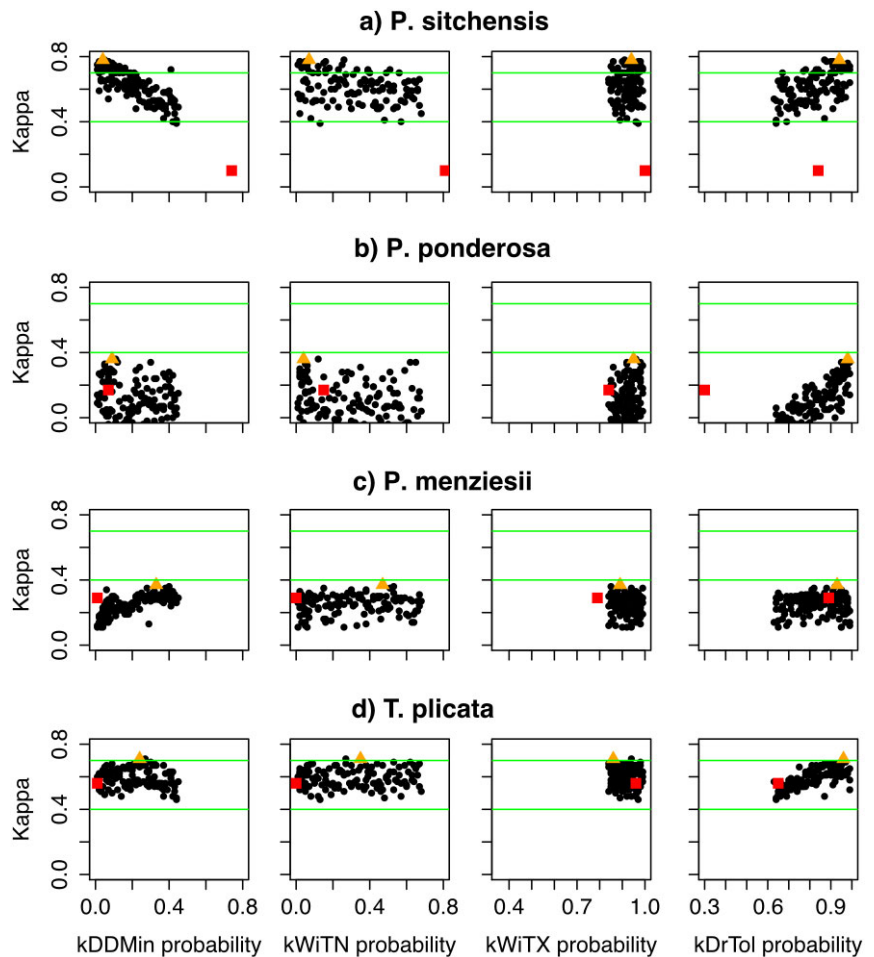 a) P. sitchensis
Kappa
0.0 0.4 0.8
b) P. ponderosa
Kappa
0.0 0.4 0.8
c) P. menziesii
Kappa
0.0 0.4 0.8
d) T. plicata
Kappa
0.0 0.4 0.8
0.0 0.4 0.8 0.0 0.4 0.8 0.4 0.7 1.0 0.3 0.6 0.9
kDDMin probability kWiTN probability kWiTX probability kDrTol probability